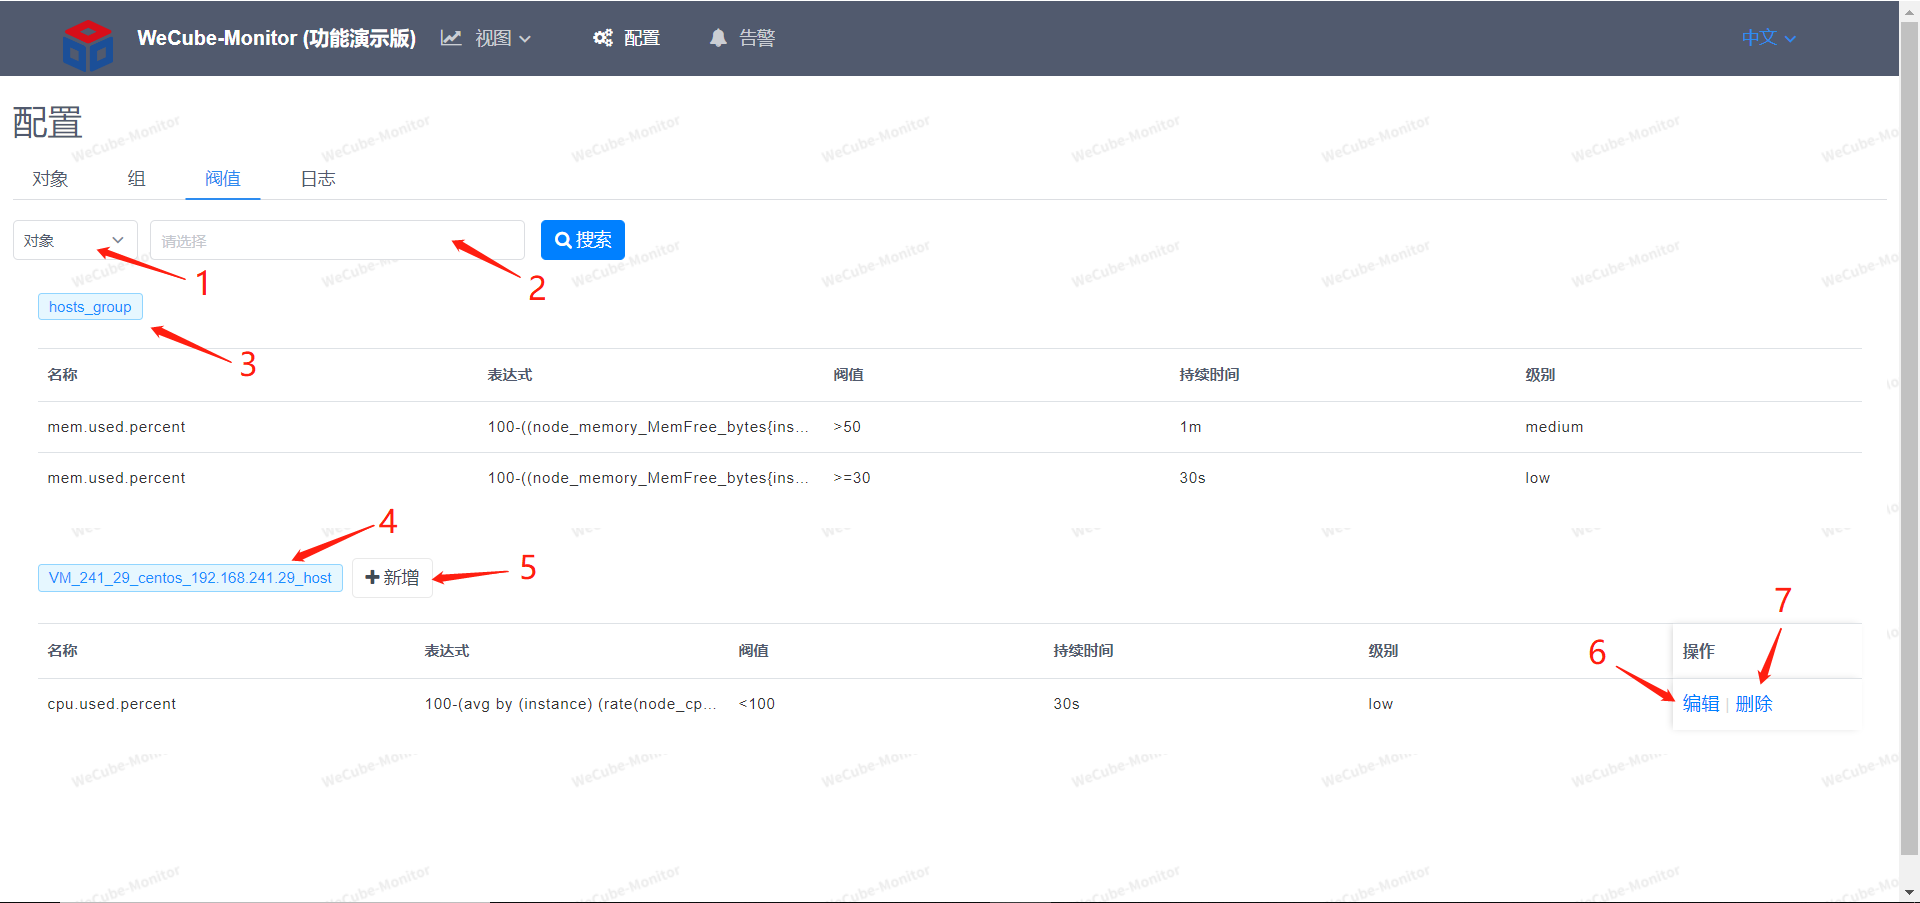 WeCube-Monitor (功能演示版) 视图 配置 告警 中文
配置
对象 组 阀值 日志
对象 请选择 搜索
1
2
hosts_group
3
名称 表达式 阀值 持续时间 级别
mem.used.percent 100-((node_memory_MemFree_bytes{ins... >50 1m medium
mem.used.percent 100-((node_memory_MemFree_bytes{ins... >=30 30s low
4
VM_241_29_centos_192.168.241.29_host 新增
5
7
6
名称 表达式 阀值 持续时间 级别 操作
cpu.used.percent 100-(avg by (instance) (rate(node_cp... <100 30s low 编辑 | 删除
WeCube-Monitor